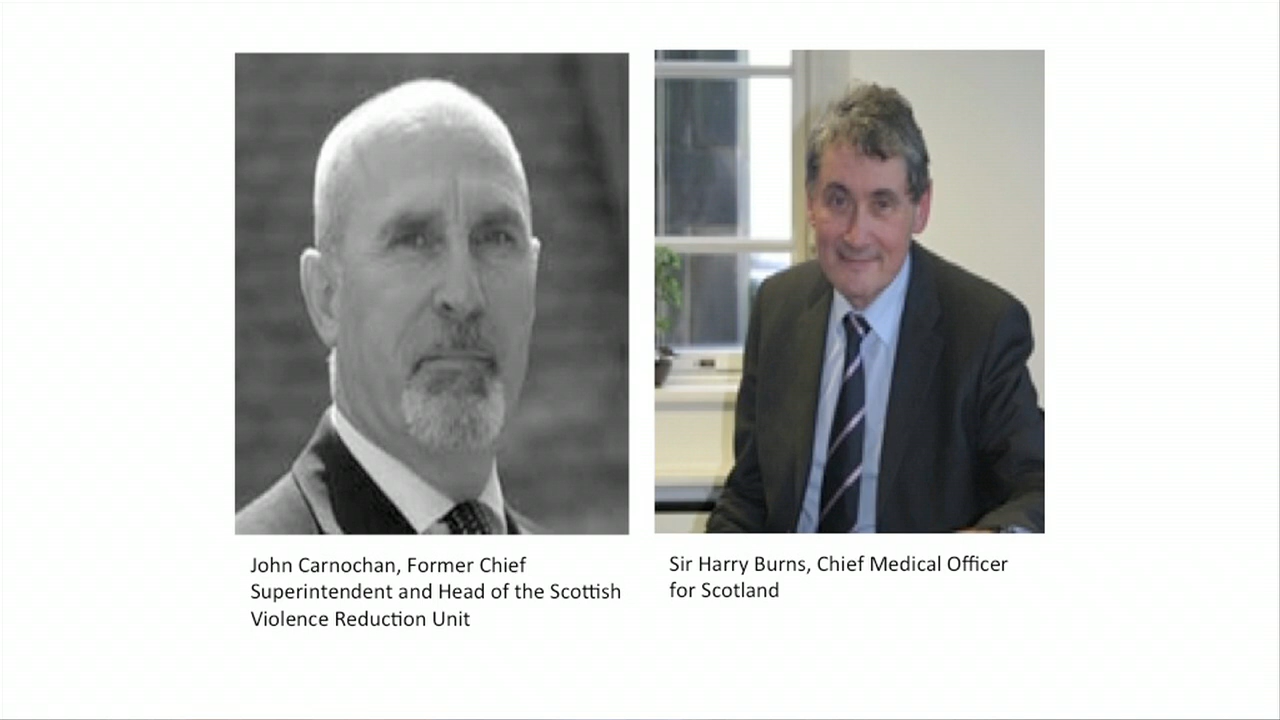 John Carnochan, Former Chief
Superintendent and Head of the Scottish
Violence Reduction Unit
Sir Harry Burns, Chief Medical Officer
for Scotland